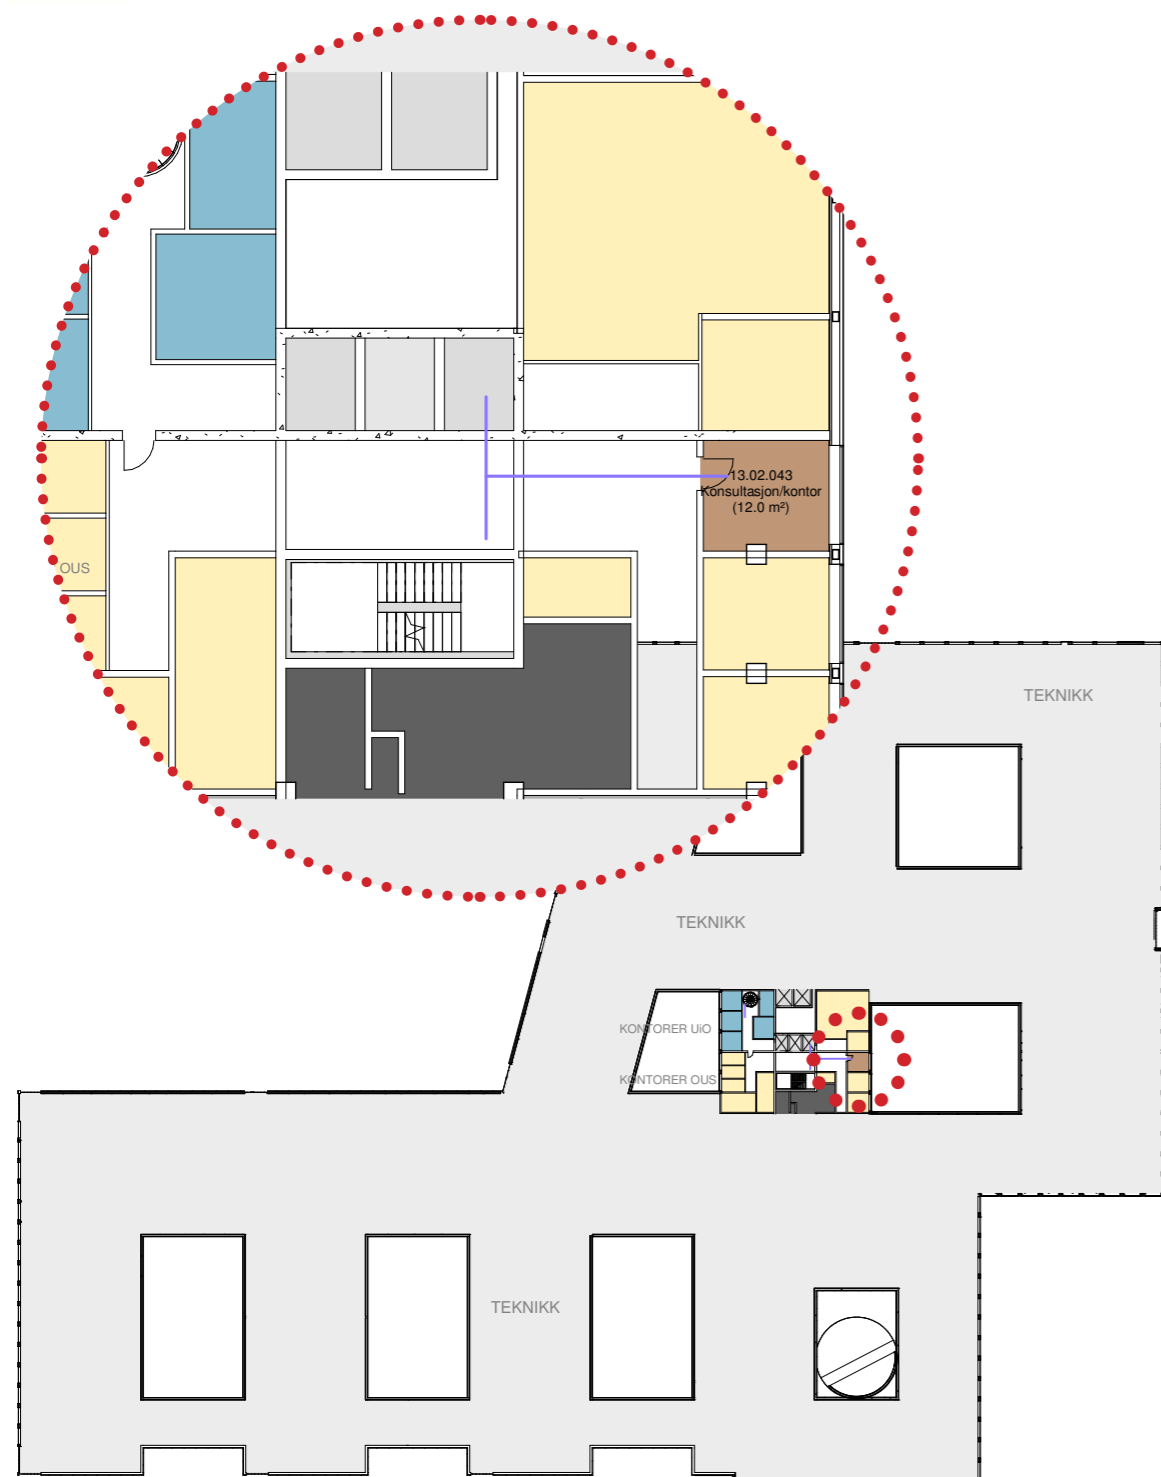 13.02.043
Konsultasjon/kontor
(12.0 m²)
OUS
TEKNIKK
TEKNIKK
KONTORER UiO
KONTORER OUS
TEKNIKK